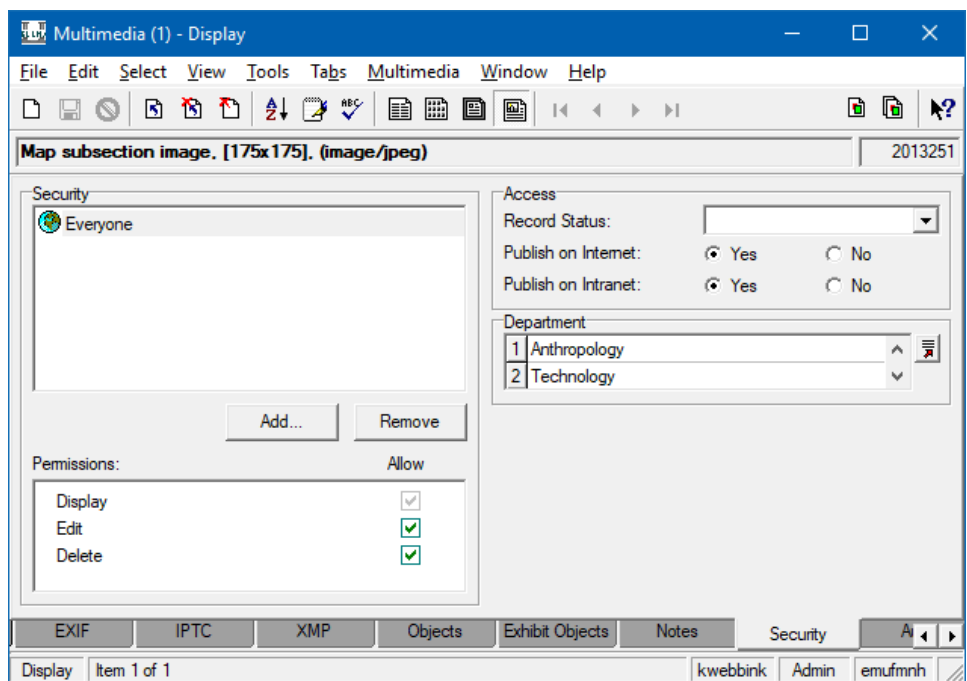 Multimedia (1) - Display
File Edit Select View Tools Tabs Multimedia Window Help
ABC
Map subsection image, [175x175], (image/jpeg) 2013251
Security
Everyone
Add... Remove
Permissions: Allow
Display
Edit
Delete
Access
Record Status:
Publish on Internet: Yes No
Publish on Intranet: Yes No
Department
1 Anthropology
2 Technology
EXIF IPTC XMP Objects Exhibit Objects Notes Security
Display Item 1 of 1 kwebbink Admin emufmnh